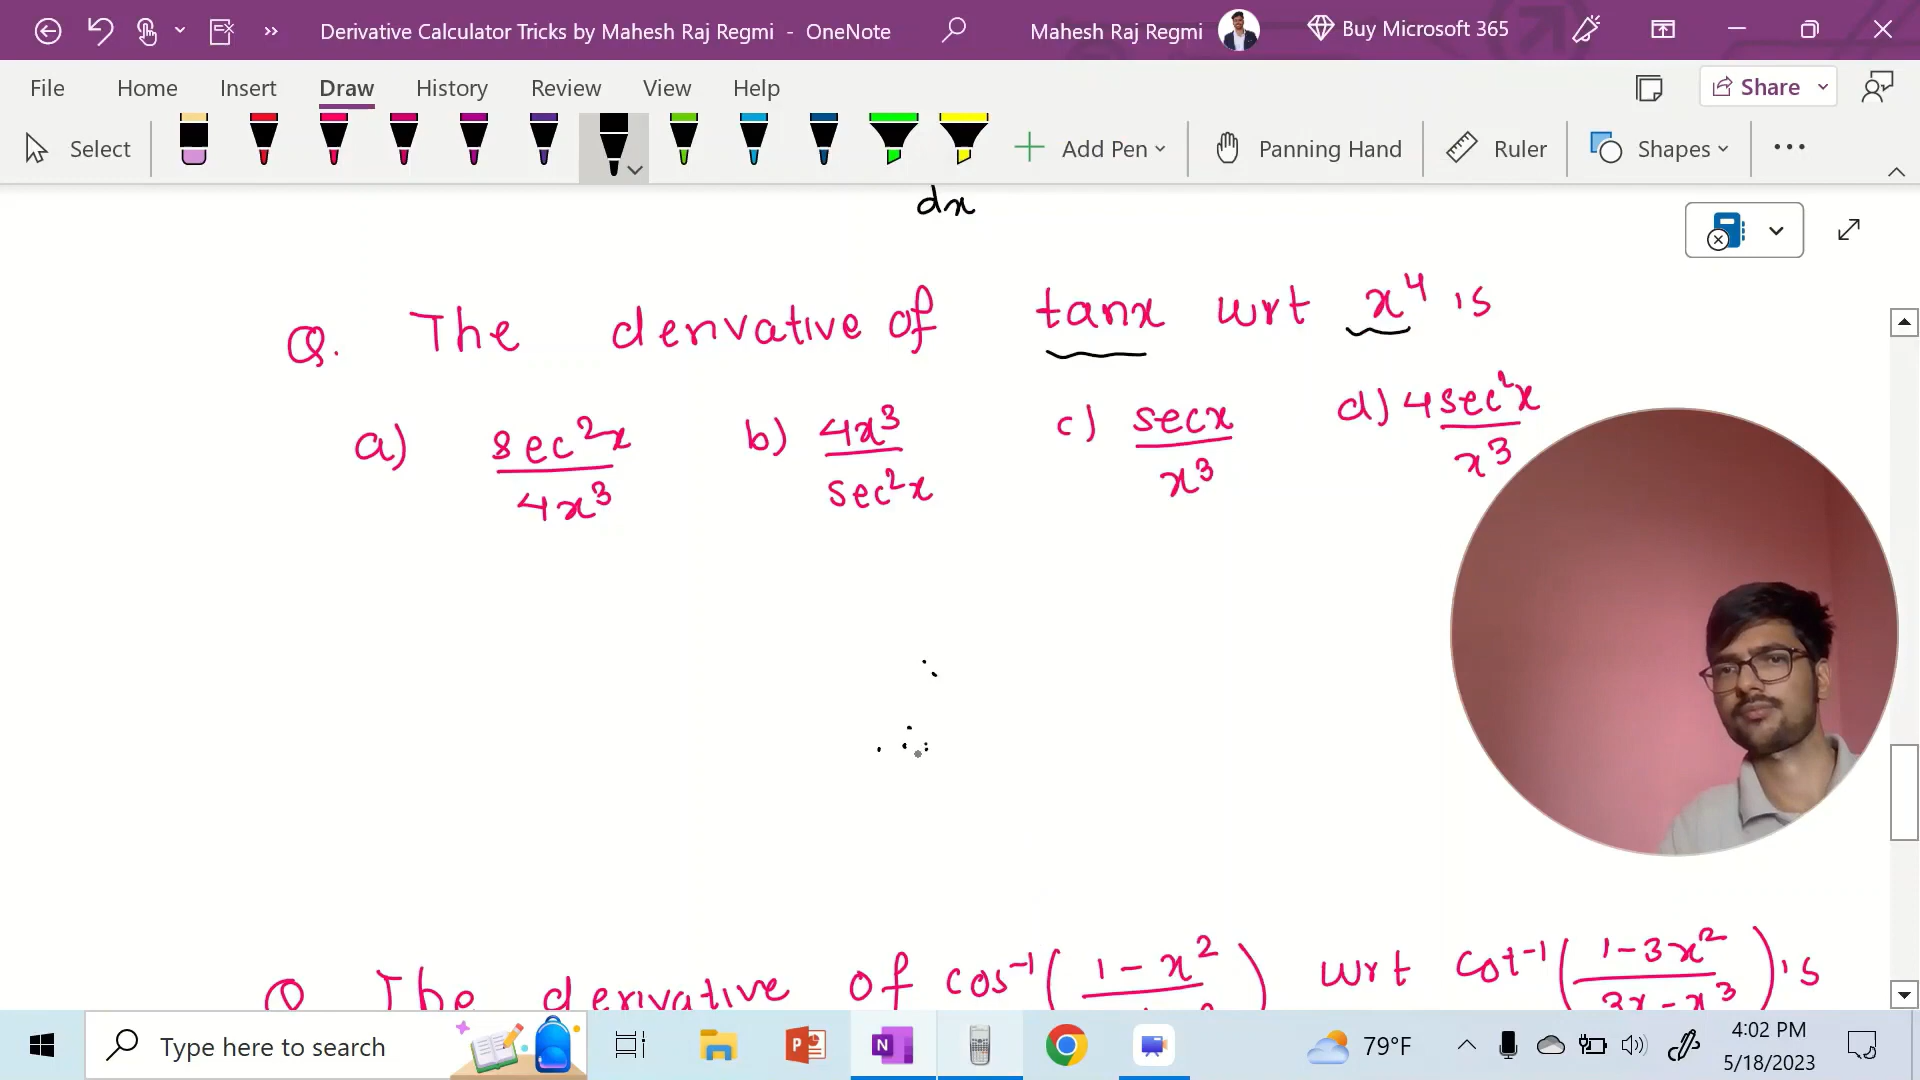 Derivative Calculator Tricks by Mahesh Raj Regmi - OneNote
Mahesh Raj Regmi
Buy Microsoft 365
File Home Insert Draw History Review View Help
Share
Select
Add Pen
Panning Hand
Ruler
Shapes
dx
Q. The derivative of tanx wrt x⁴ is
a) sec²x / 4x³ b) 4x³ / sec²x c) secx / x³ d) 4sec²x / x³
Q The derivative of cos⁻¹(1-x² wrt cot⁻¹(1-3x² / 3x-x³) is
Type here to search
79°F
4:02 PM
5/18/2023